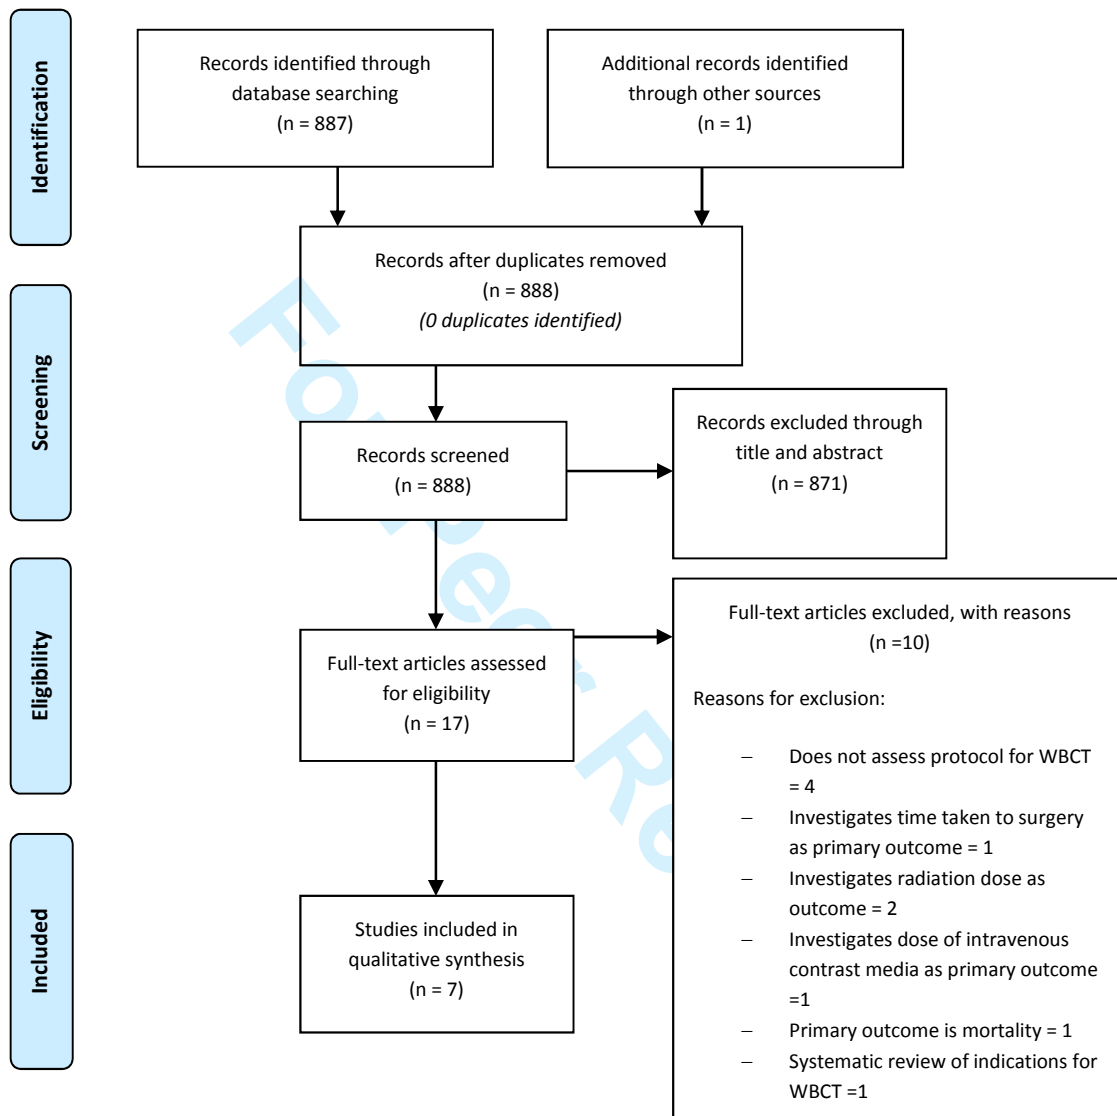 Identification
Records identified through
database searching
(n = 887)
Additional records identified
through other sources
(n = 1)
Records after duplicates removed
(n = 888)
(0 duplicates identified)
Screening
Records screened
(n = 888)
Records excluded through
title and abstract
(n = 871)
Eligibility
Full-text articles assessed
for eligibility
(n = 17)
Full-text articles excluded, with reasons
(n =10)
Reasons for exclusion:
– Does not assess protocol for WBCT
= 4
– Investigates time taken to surgery
as primary outcome = 1
– Investigates radiation dose as
outcome = 2
– Investigates dose of intravenous
contrast media as primary outcome
=1
– Primary outcome is mortality = 1
– Systematic review of indications for
WBCT =1
Included
Studies included in
qualitative synthesis
(n = 7)
For Peer Re